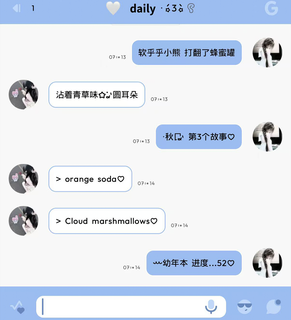 1
daily ·έ3έ
软乎乎小熊 打翻了蜂蜜罐
07·13
沾着青草味✿圆耳朵
07·13
·秋 第3个故事♡
07·13
> orange soda♡
07·14
> Cloud marshmallows♡
07·14
幼年本 进度...52♡
07·14